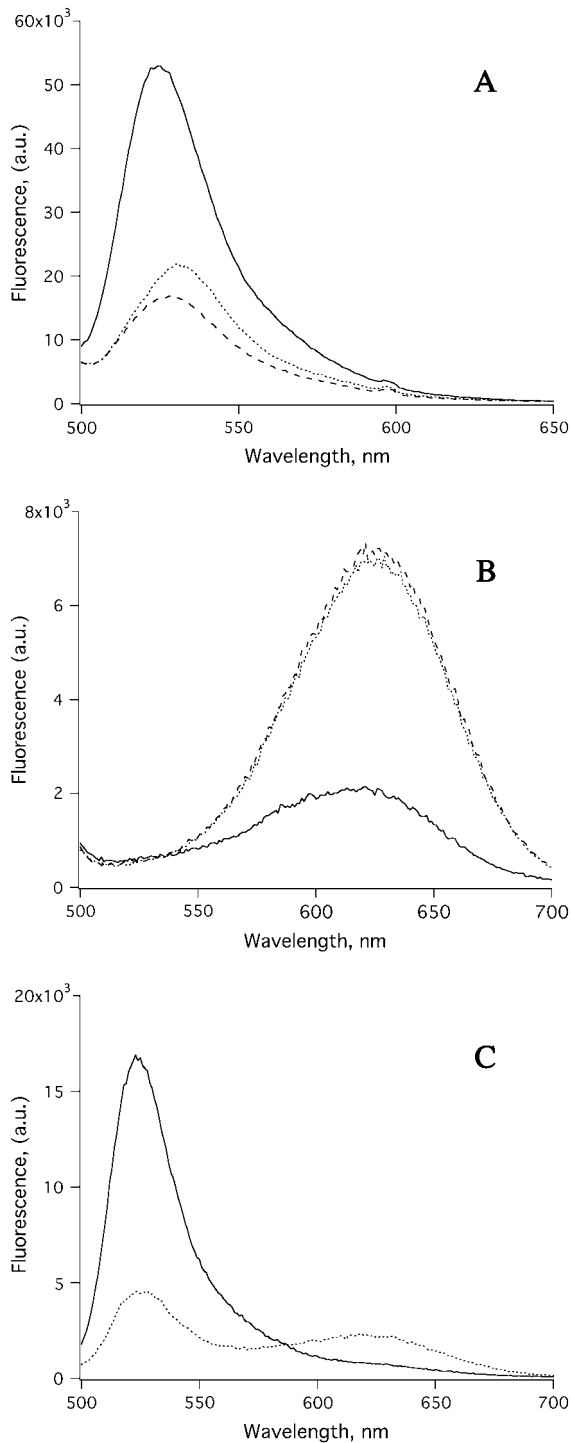 60x10³
50
40
30
20
10
0
Fluorescence, (a.u.)
A
500
550
600
650
Wavelength, nm
8x10³
6
4
2
0
Fluorescence (a.u.)
B
500
550
600
650
700
Wavelength, nm
20x10³
15
10
5
0
Fluorescence, (a.u.)
C
500
550
600
650
700
Wavelength, nm